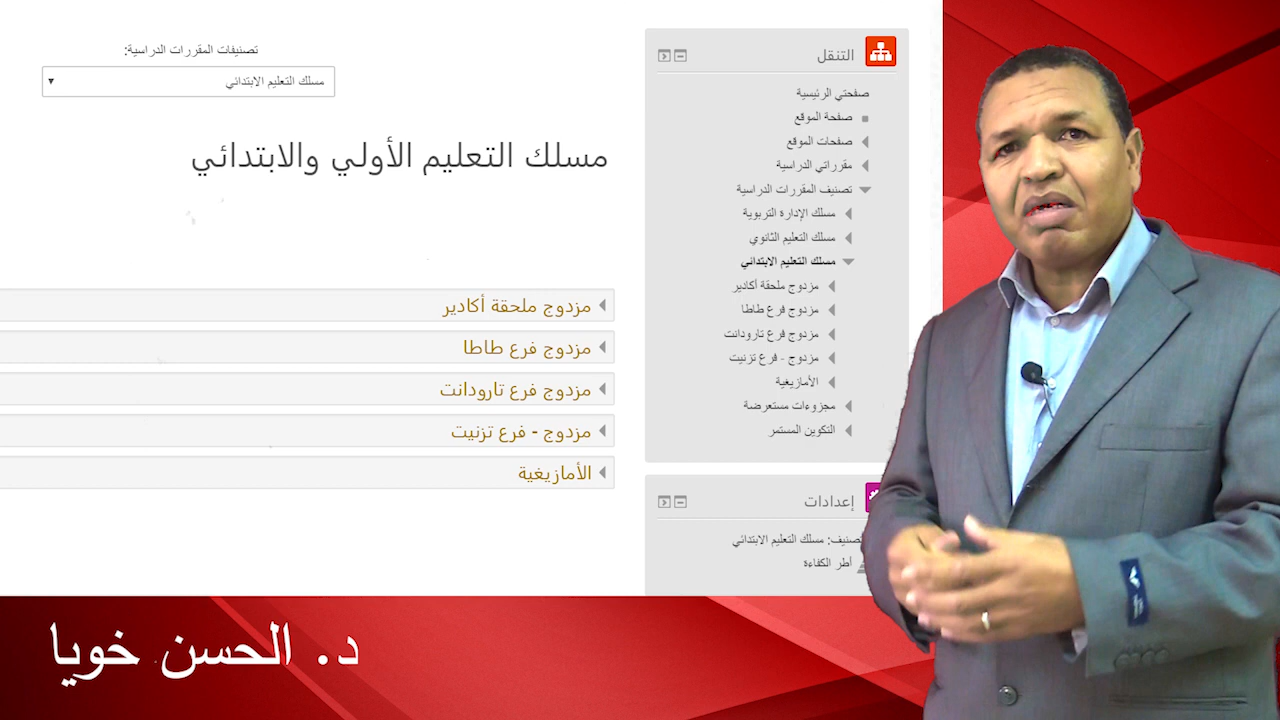 التنقل
صفحتي الرئيسية
صفحة الموقع
صفحات الموقع
مقرراتي الدراسية
تصنيف المقررات الدراسية
مسلك الإدارة التربوية
مسلك التعليم الثانوي
مسلك التعليم الابتدائي
مزدوج ملحقة أكادير
مزدوج فرع طاطا
مزدوج فرع تارودانت
مزدوج - فرع تزنيت
الأمازيغية
مجزوءات مستعرضة
التكوين المستمر
إعدادات
تصنيف: مسلك التعليم الابتدائي
أطر الكفاءة
تصنيفات المقررات الدراسية:
مسلك التعليم الابتدائي
مسلك التعليم الأولي والابتدائي
مزدوج ملحقة أكادير
مزدوج فرع طاطا
مزدوج فرع تارودانت
مزدوج - فرع تزنيت
الأمازيغية
د. الحسن خويا